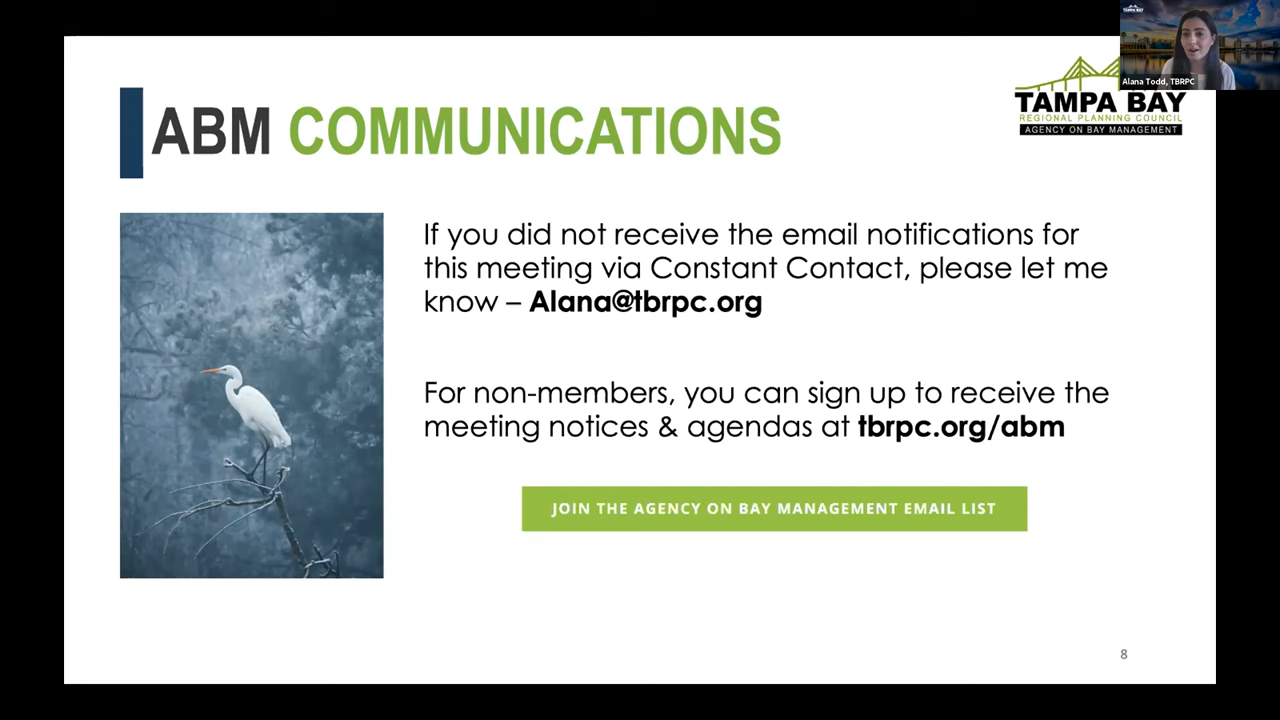 TAMPA BAY
Alana Todd, TBRPC
TAMPA BAY
REGIONAL PLANNING COUNCIL
AGENCY ON BAY MANAGEMENT
ABM COMMUNICATIONS
If you did not receive the email notifications for
this meeting via Constant Contact, please let me
know – Alana@tbrpc.org
For non-members, you can sign up to receive the
meeting notices & agendas at tbrpc.org/abm
JOIN THE AGENCY ON BAY MANAGEMENT EMAIL LIST
8